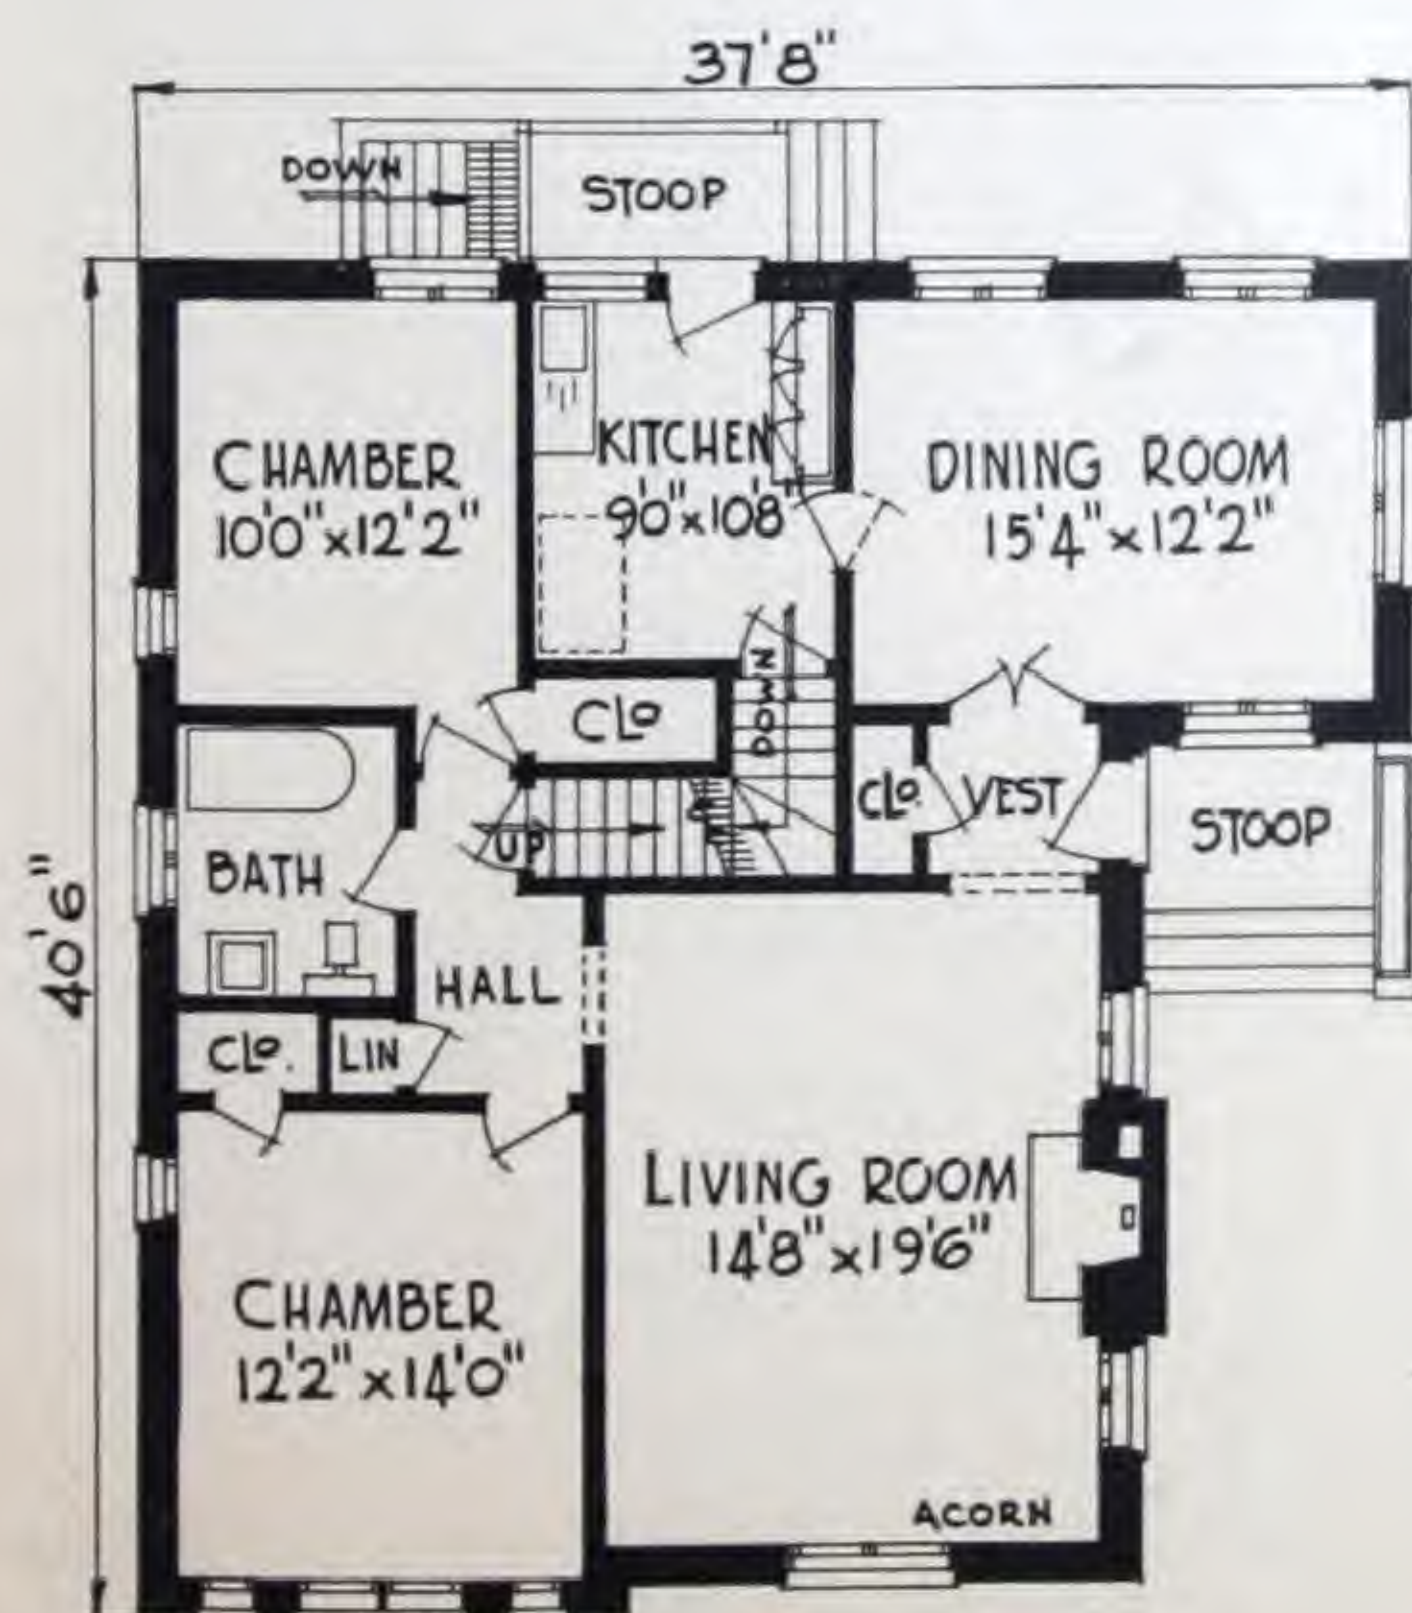 37'8"
DOWN
STOOP
CHAMBER
10'0"x12'2"
KITCHEN
9'0"x10'8"
DINING ROOM
15'4"x12'2"
DOWN
CLO
CLO.
VEST
STOOP
UP
BATH
40'6"
HALL
CLO.
LIN
LIVING ROOM
14'8"x19'6"
CHAMBER
12'2"x14'0"
ACORN